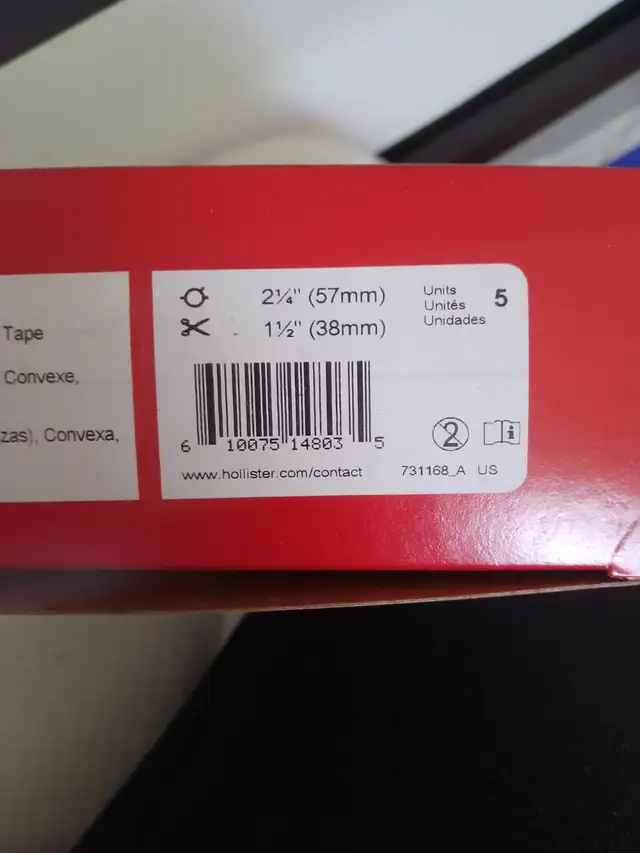 Tape
Convexe,
zas), Convexa,
2¼" (57mm)
1½" (38mm)
Units
Unités
Unidades
5
6 10075 14803 5
2
i
www.hollister.com/contact
731168_A US